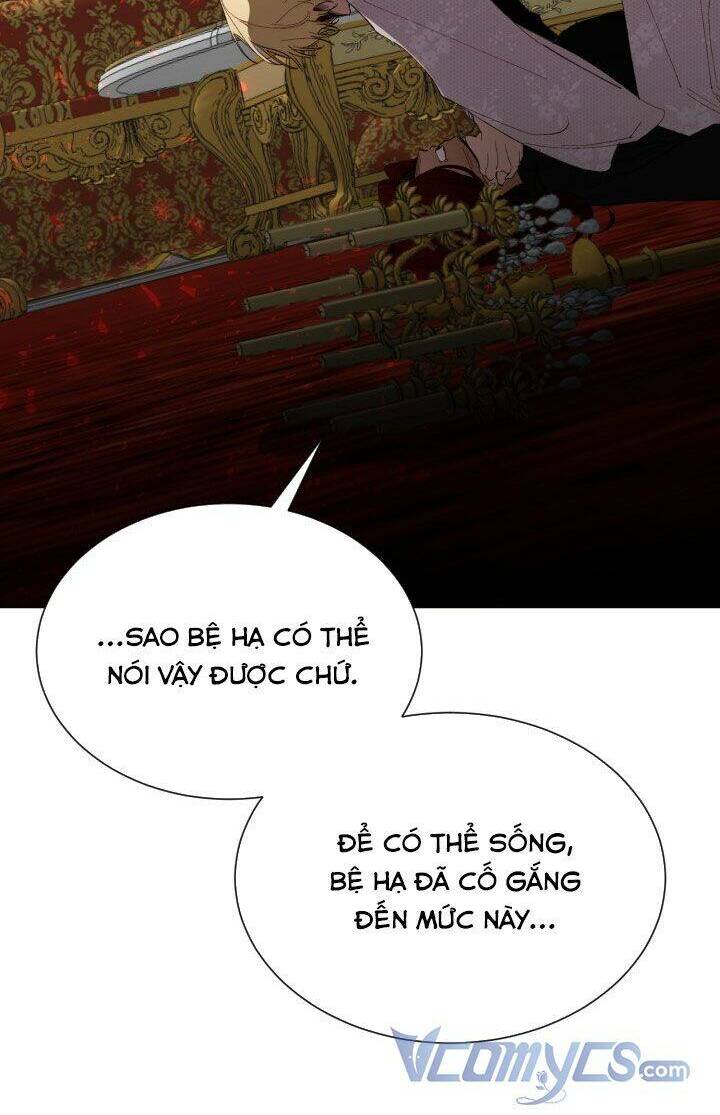 ...SAO BỆ HẠ CÓ THỂ
NÓI VẬY ĐƯỢC CHỨ.
ĐỂ CÓ THỂ SỐNG,
BỆ HẠ ĐÃ CỐ GẮNG
ĐẾN MỨC NÀY...
VCOMYCS.com